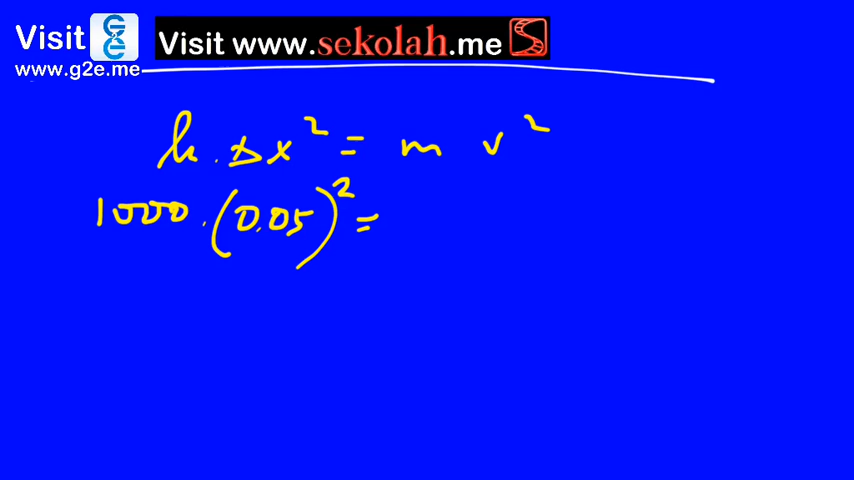 Visit
Visit www.sekolah.me
www.g2e.me
k. Δx² = m v²
1000.(0.05)² =